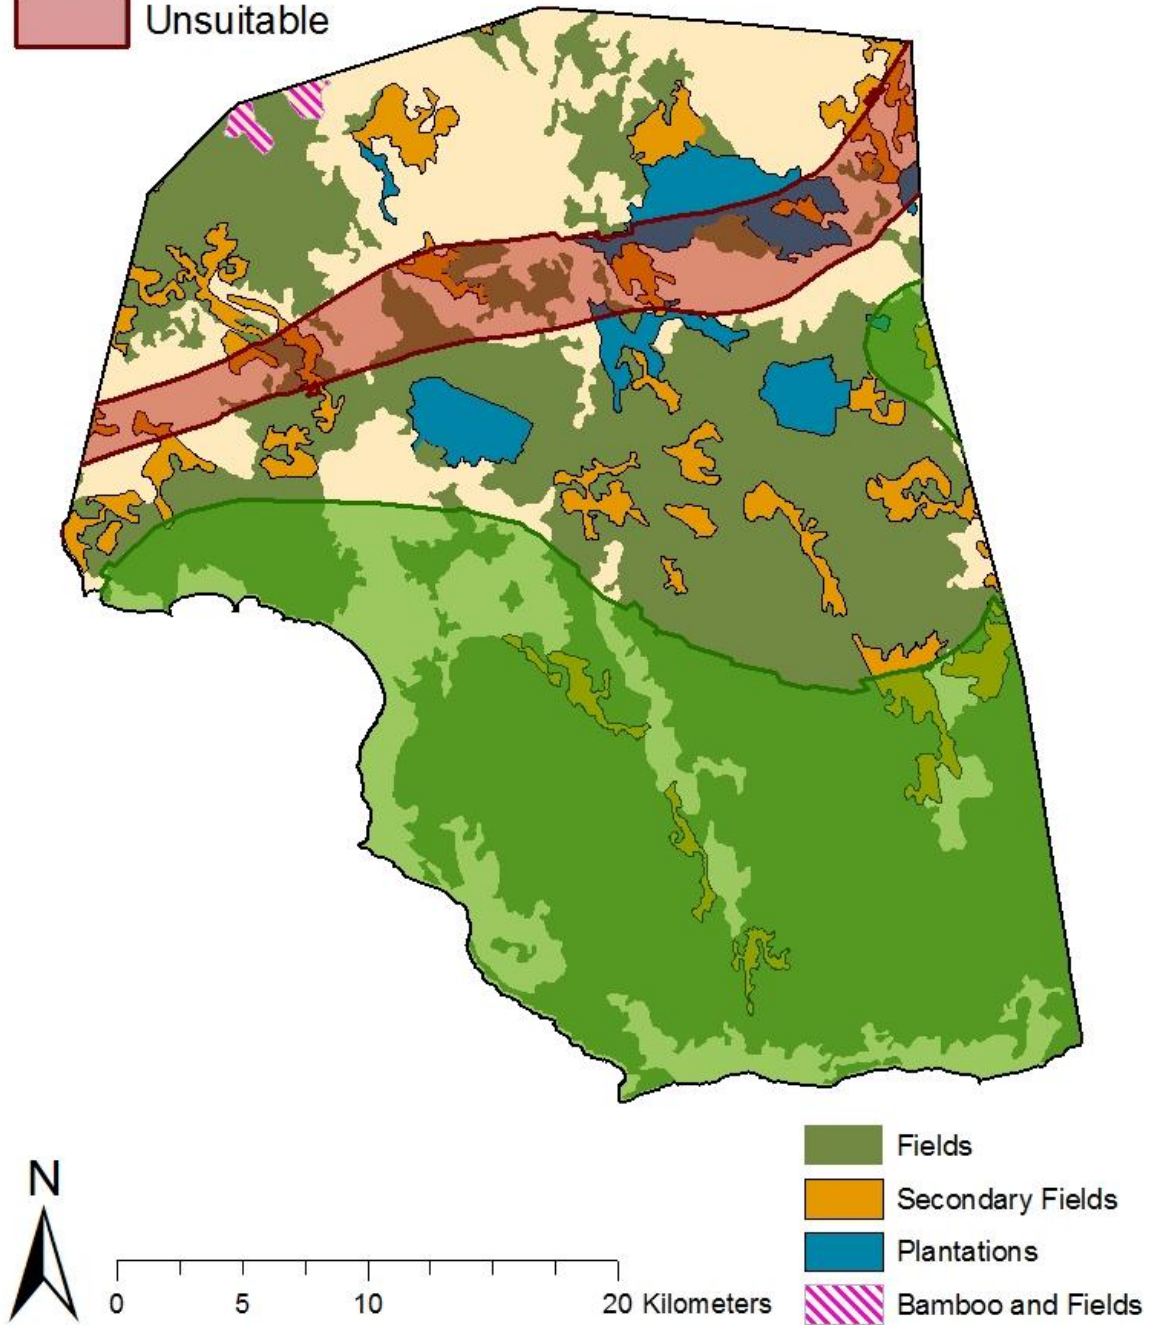 Unsuitable
Fields
N
Secondary Fields
Plantations
0 5 10 20 Kilometers
Bamboo and Fields